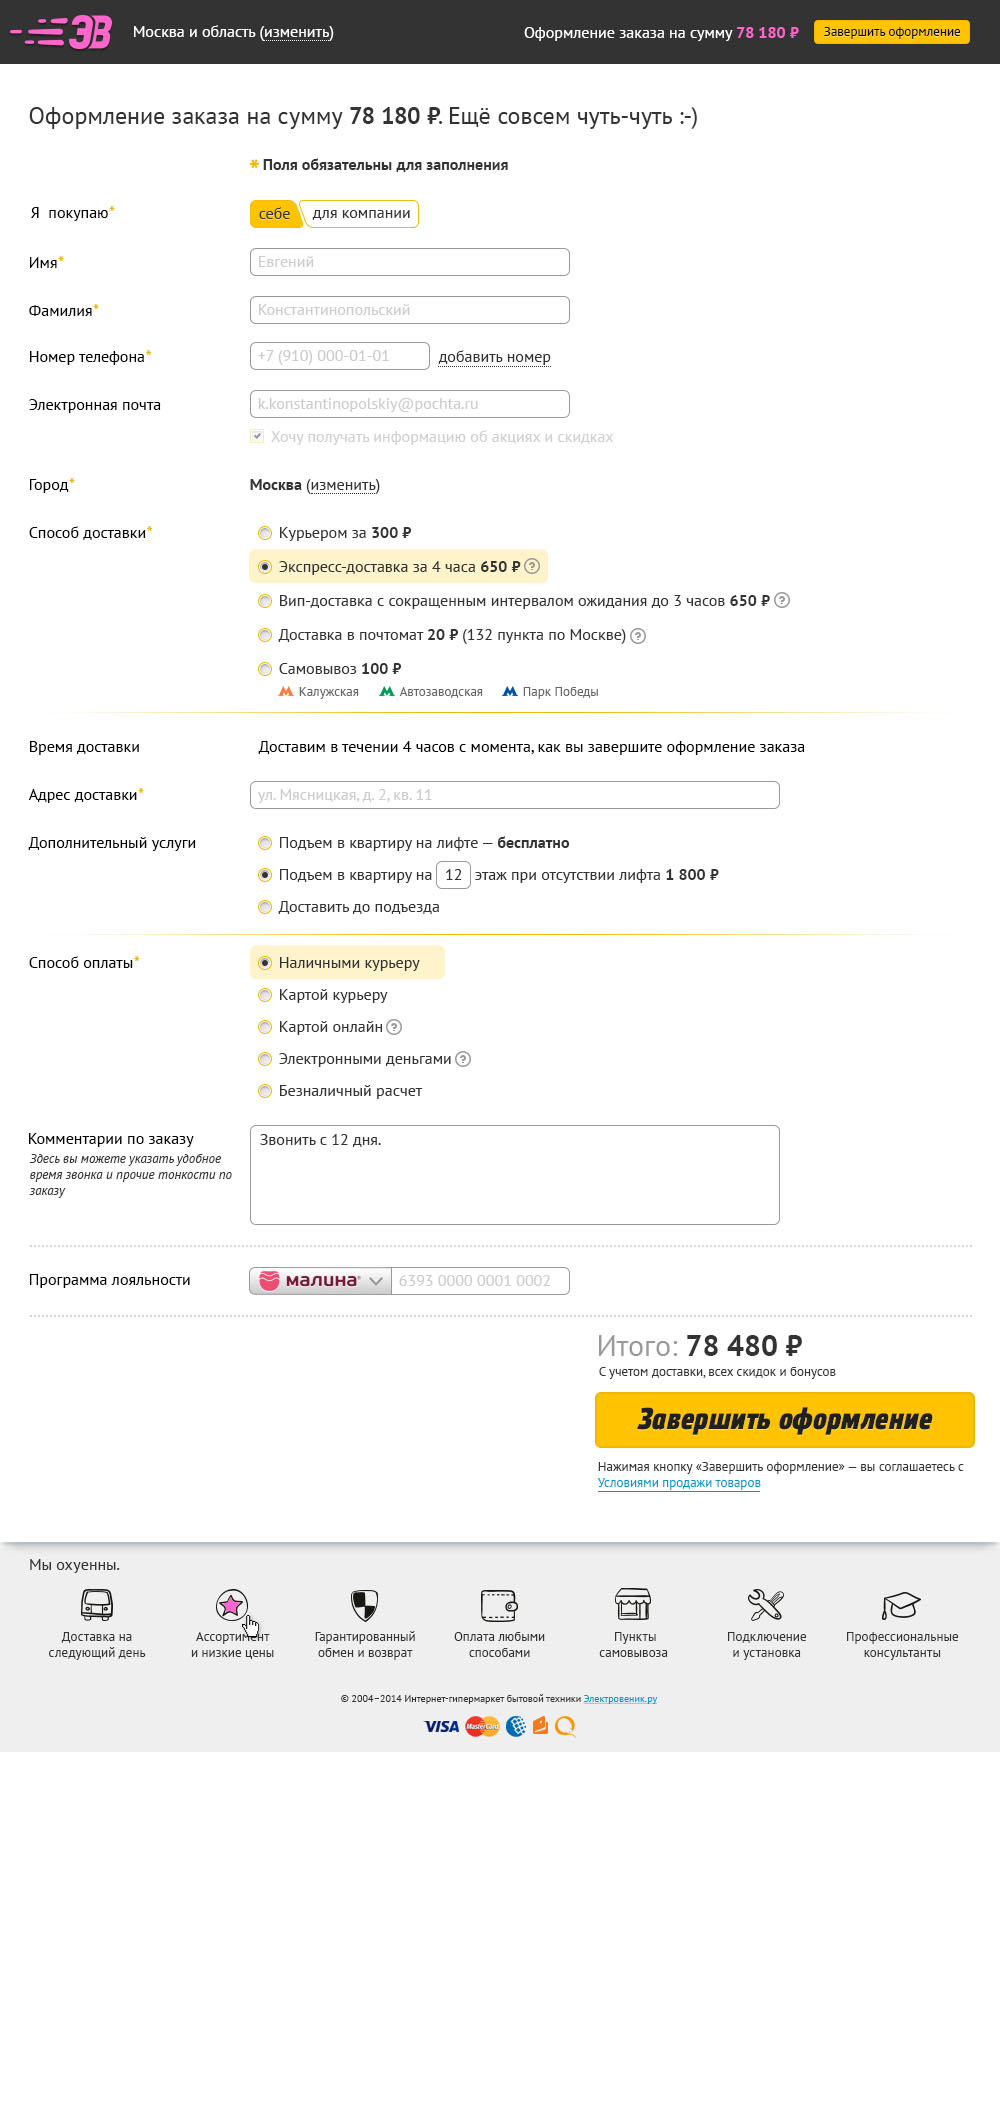 ЭВ Москва и область (изменить) Оформление заказа на сумму 78 180 ₽ Завершить оформление
Оформление заказа на сумму 78 180 ₽. Ещё совсем чуть-чуть :-)
* Поля обязательны для заполнения
Я покупаю* себе для компании
Имя* Евгений
Фамилия* Константинопольский
Номер телефона* +7 (910) 000-01-01 добавить номер
Электронная почта k.konstantinopolskiy@pochta.ru
Хочу получать информацию об акциях и скидках
Город* Москва (изменить)
Способ доставки* Курьером за 300 ₽
Экспресс-доставка за 4 часа 650 ₽ ?
Вип-доставка с сокращенным интервалом ожидания до 3 часов 650 ₽ ?
Доставка в почтомат 20 ₽ (132 пункта по Москве) ?
Самовывоз 100 ₽
Калужская Автозаводская Парк Победы
Время доставки Доставим в течении 4 часов с момента, как вы завершите оформление заказа
Адрес доставки* ул. Мясницкая, д. 2, кв. 11
Дополнительный услуги Подъем в квартиру на лифте — бесплатно
Подъем в квартиру на 12 этаж при отсутствии лифта 1 800 ₽
Доставить до подъезда
Способ оплаты* Наличными курьеру
Картой курьеру
Картой онлайн ?
Электронными деньгами ?
Безналичный расчет
Комментарии по заказу Звонить с 12 дня.
Здесь вы можете указать удобное
время звонка и прочие тонкости по
заказу
Программа лояльности малина® 6393 0000 0001 0002
Итого: 78 480 ₽
С учетом доставки, всех скидок и бонусов
Завершить оформление
Нажимая кнопку «Завершить оформление» — вы соглашаетесь с
Условиями продажи товаров
Мы охуенны.
Доставка на Ассортимент Гарантированный Оплата любыми Пункты Подключение Профессиональные
следующий день и низкие цены обмен и возврат способами самовывоза и установка консультанты
© 2004–2014 Интернет-гипермаркет бытовой техники Электровеник.ру
VISA MasterCard